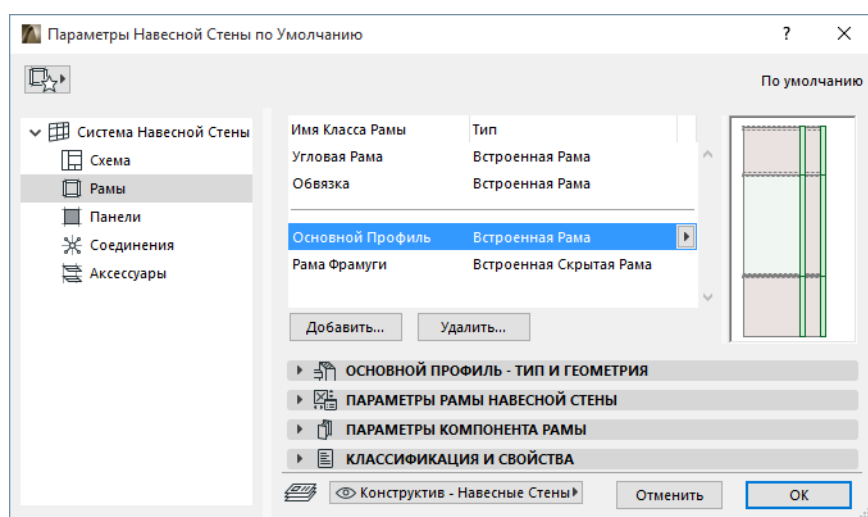 Параметры Навесной Стены по Умолчанию ?
По умолчанию
Система Навесной Стены
Схема
Рамы
Панели
Соединения
Аксессуары
Имя Класса Рамы Тип
Угловая Рама Встроенная Рама
Обвязка Встроенная Рама
Основной Профиль Встроенная Рама
Рама Фрамуги Встроенная Скрытая Рама
Добавить... Удалить...
ОСНОВНОЙ ПРОФИЛЬ - ТИП И ГЕОМЕТРИЯ
ПАРАМЕТРЫ РАМЫ НАВЕСНОЙ СТЕНЫ
ПАРАМЕТРЫ КОМПОНЕНТА РАМЫ
КЛАССИФИКАЦИЯ И СВОЙСТВА
Конструктив - Навесные Стены Отменить ОК